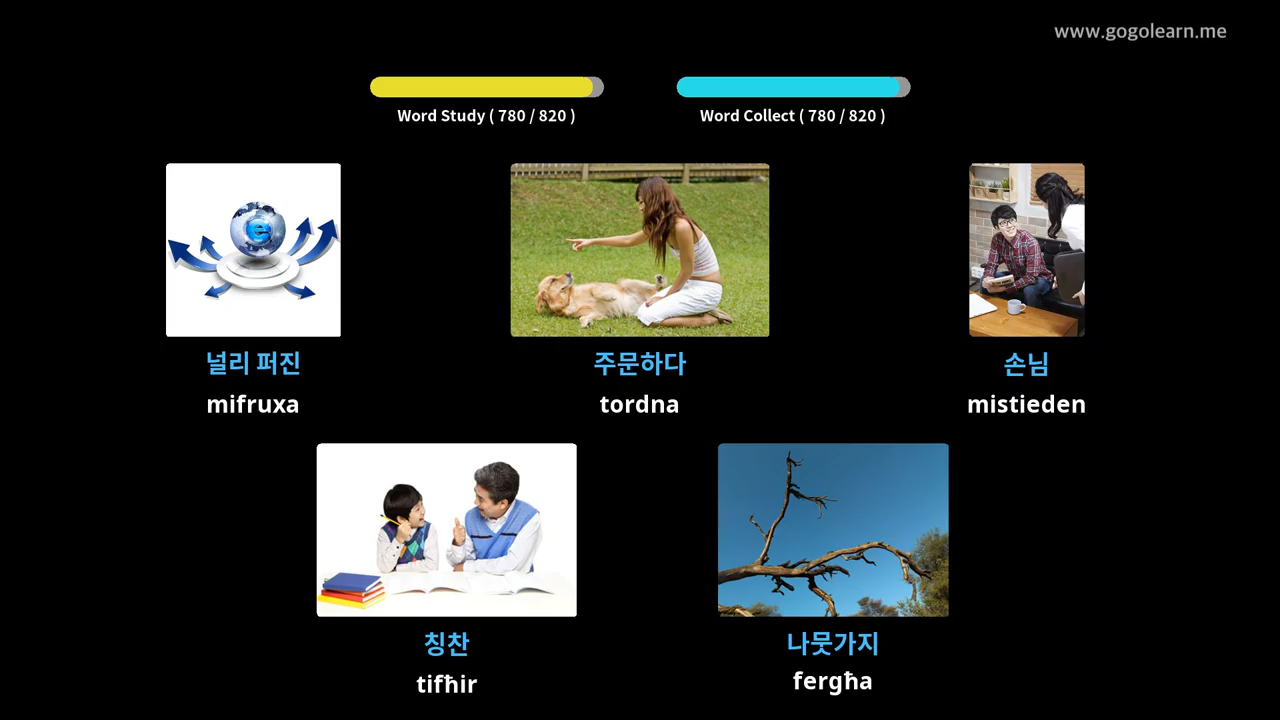 www.gogolearn.me
Word Study ( 780 / 820 )
Word Collect ( 780 / 820 )
e
널리 퍼진
주문하다
손님
mifruxa
tordna
mistieden
칭찬
나뭇가지
tifħir
fergħa